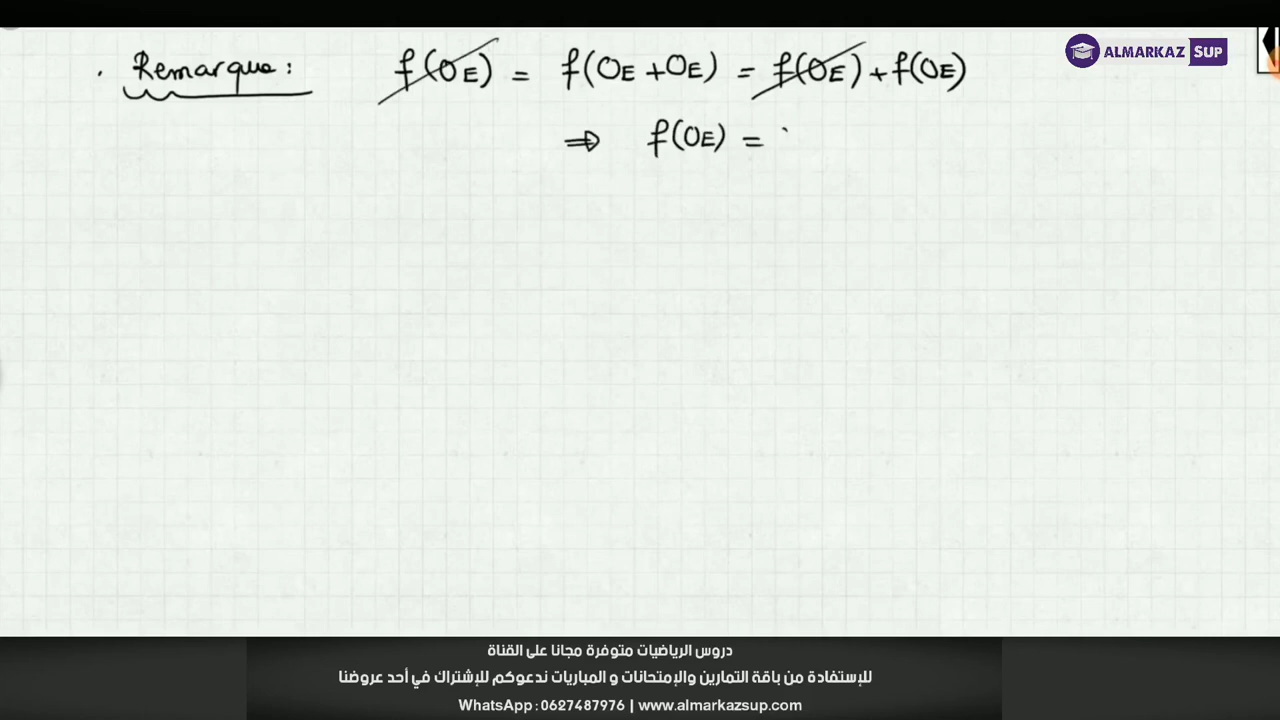 ALMARKAZ SUP
. Remarque : f(0E) = f(0E + 0E) = f(0E) + f(0E)
⇒ f(0E) =
دروس الرياضيات متوفرة مجانا على القناة
للإستفادة من باقة التمارين والإمتحانات و المباريات ندعوكم للإشتراك في أحد عروضنا
WhatsApp : 0627487976 | www.almarkazsup.com